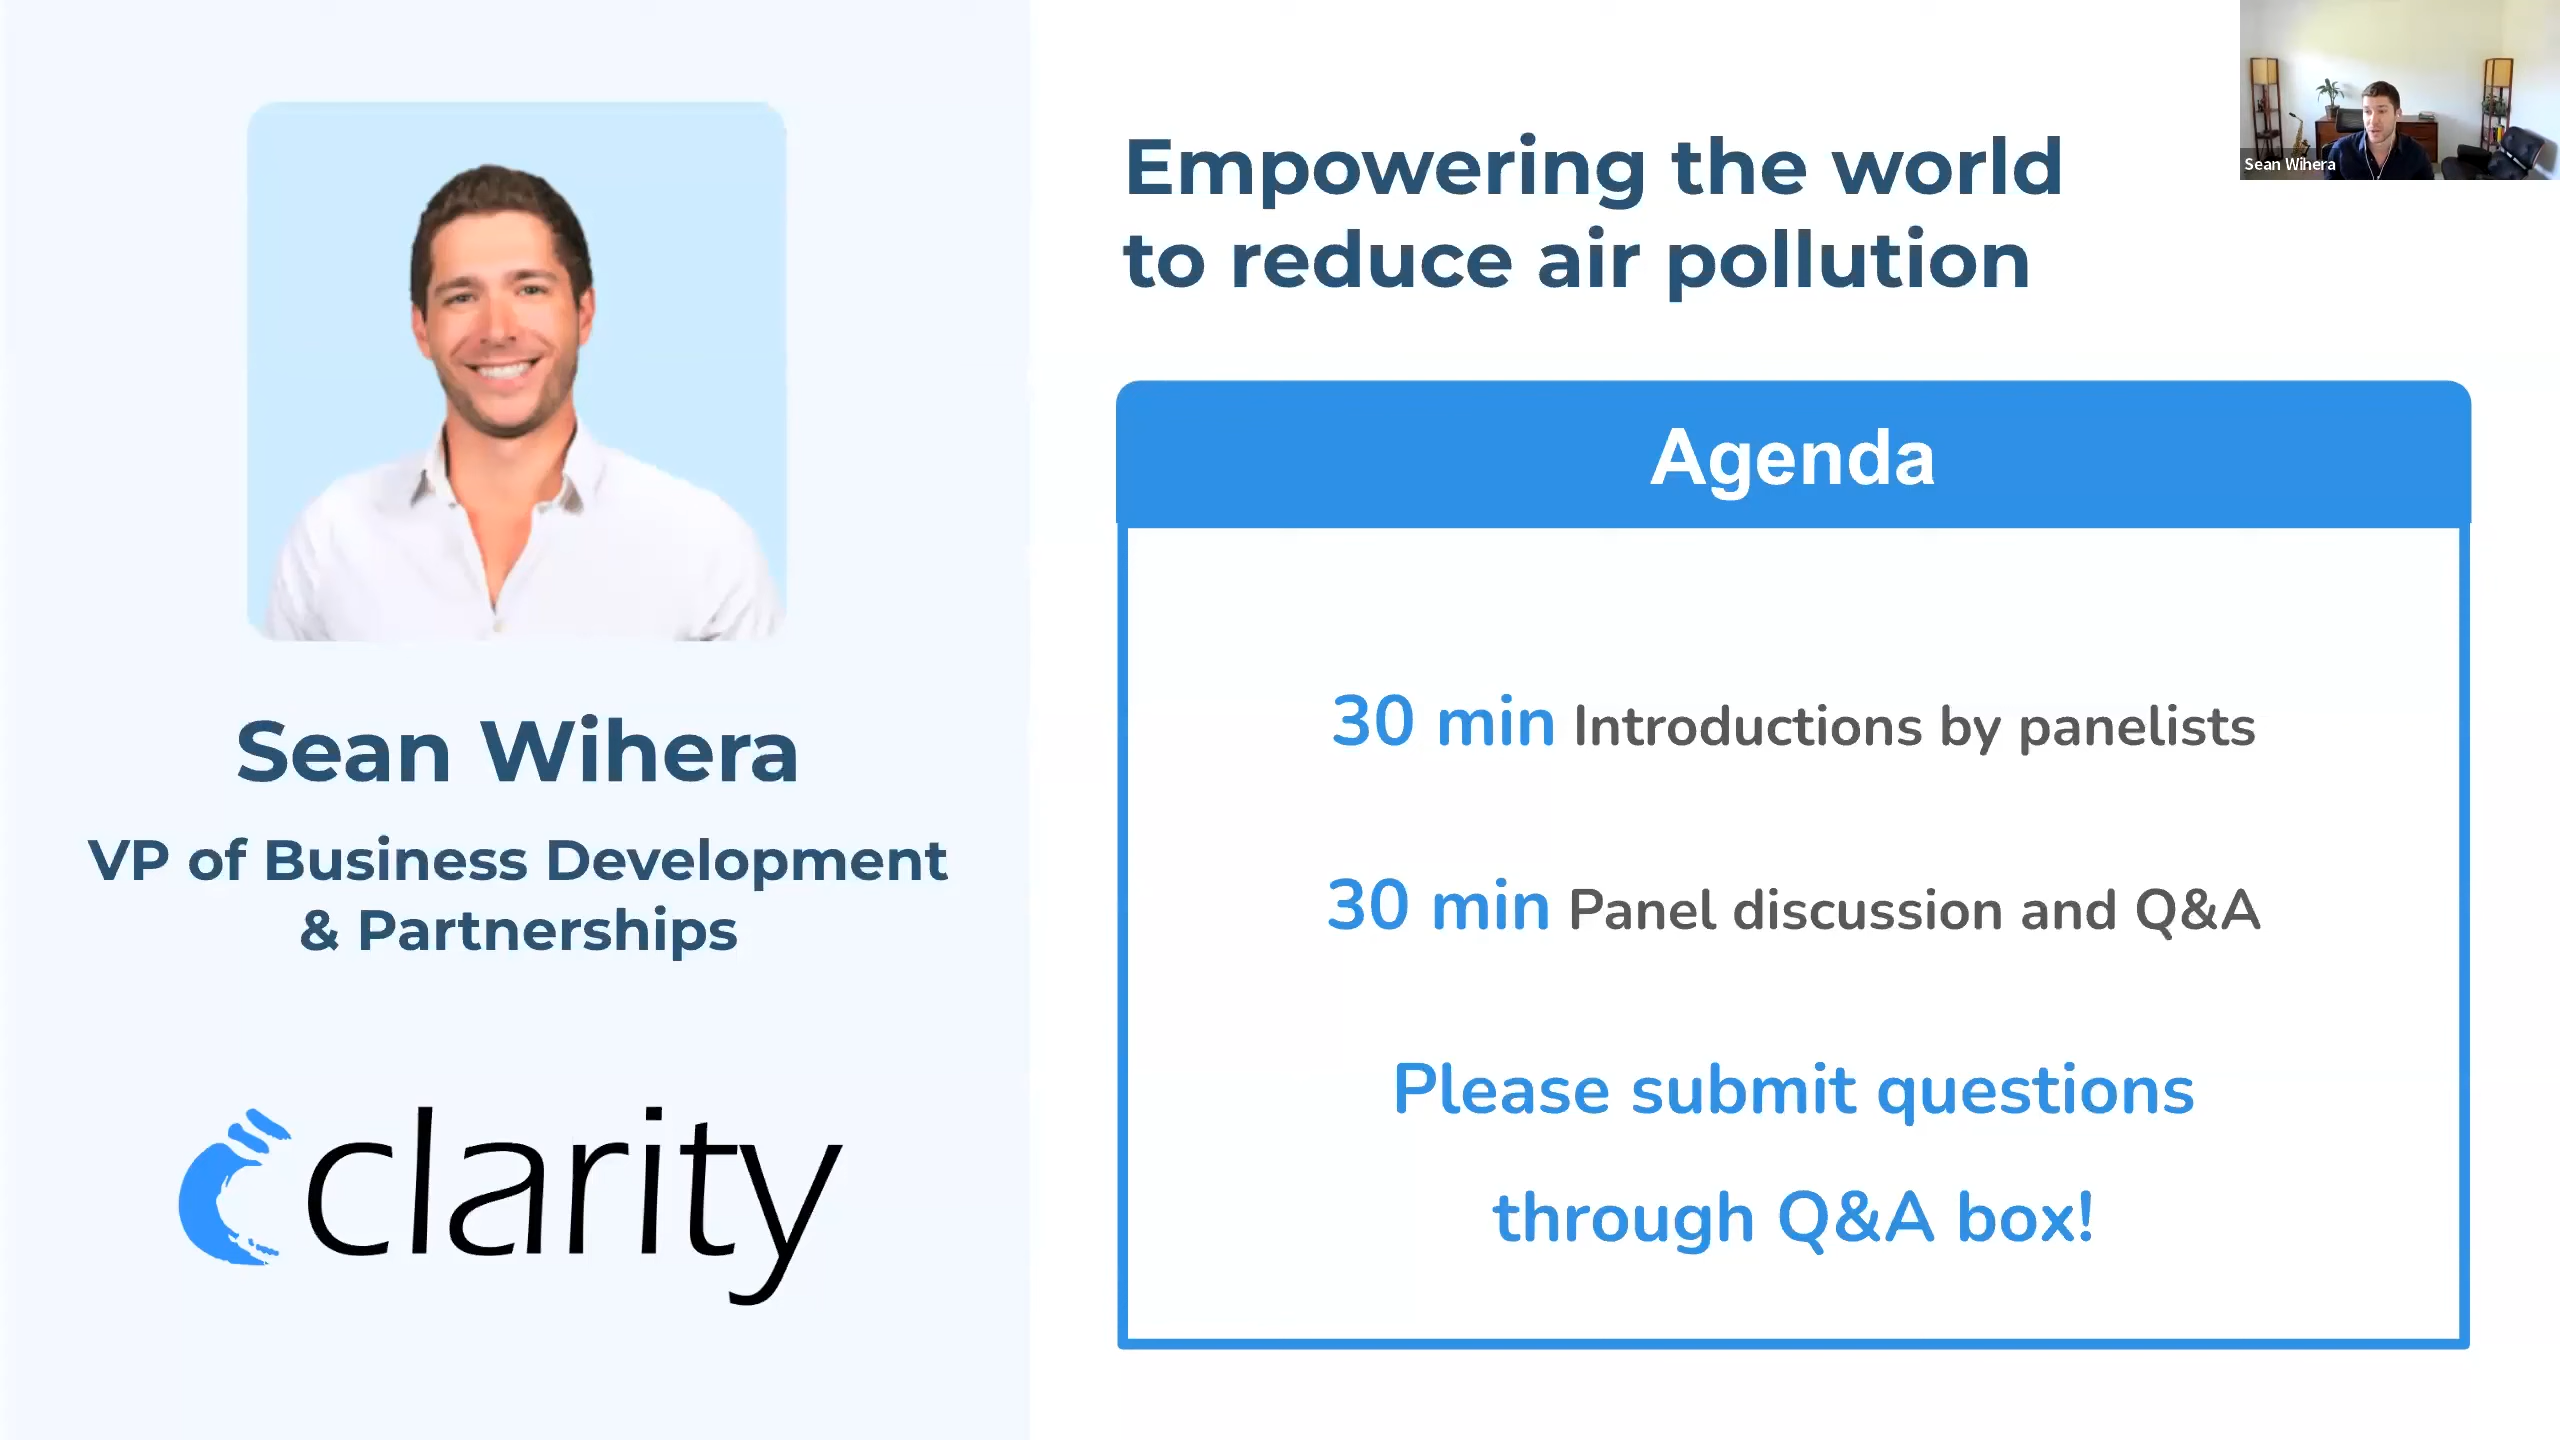 Sean Wihera
VP of Business Development
& Partnerships
clarity
Empowering the world
to reduce air pollution
Agenda
30 min Introductions by panelists
30 min Panel discussion and Q&A
Please submit questions
through Q&A box!
Sean Wihera